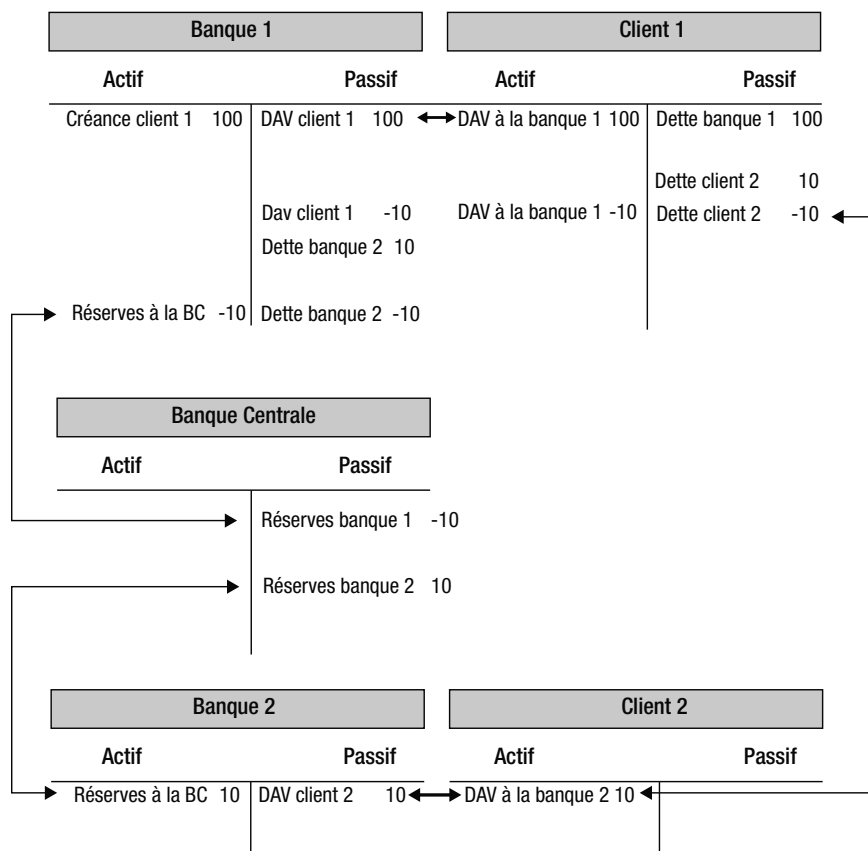 Banque 1
Client 1
Actif Passif Actif Passif
Créance client 1 100 DAV client 1 100 DAV à la banque 1 100 Dette banque 1 100
Dette client 2 10
Dav client 1 -10 DAV à la banque 1 -10 Dette client 2 -10
Dette banque 2 10
Réserves à la BC -10 Dette banque 2 -10
Banque Centrale
Actif Passif
Réserves banque 1 -10
Réserves banque 2 10
Banque 2
Client 2
Actif Passif Actif Passif
Réserves à la BC 10 DAV client 2 10 DAV à la banque 2 10